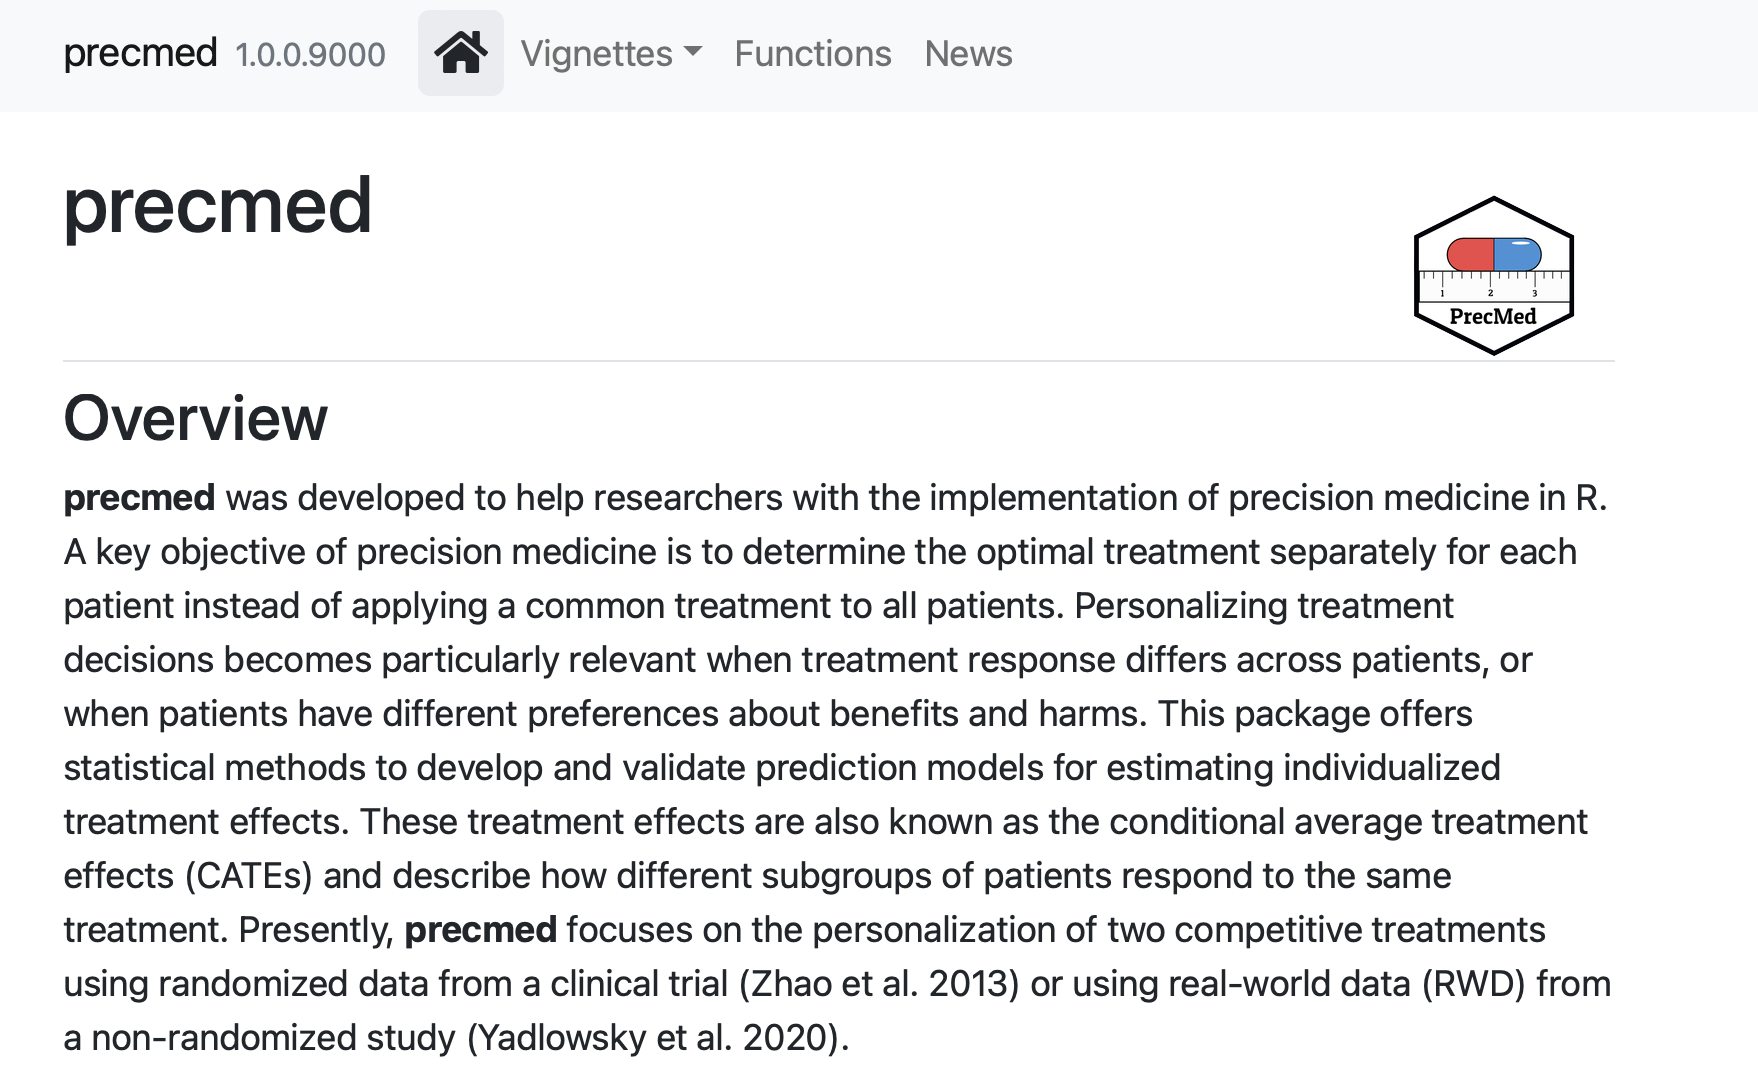 precmed 1.0.0.9000 Vignettes Functions News
precmed
1 2 3
PrecMed
Overview
precmed was developed to help researchers with the implementation of precision medicine in R.
A key objective of precision medicine is to determine the optimal treatment separately for each
patient instead of applying a common treatment to all patients. Personalizing treatment
decisions becomes particularly relevant when treatment response differs across patients, or
when patients have different preferences about benefits and harms. This package offers
statistical methods to develop and validate prediction models for estimating individualized
treatment effects. These treatment effects are also known as the conditional average treatment
effects (CATEs) and describe how different subgroups of patients respond to the same
treatment. Presently, precmed focuses on the personalization of two competitive treatments
using randomized data from a clinical trial (Zhao et al. 2013) or using real-world data (RWD) from
a non-randomized study (Yadlowsky et al. 2020).